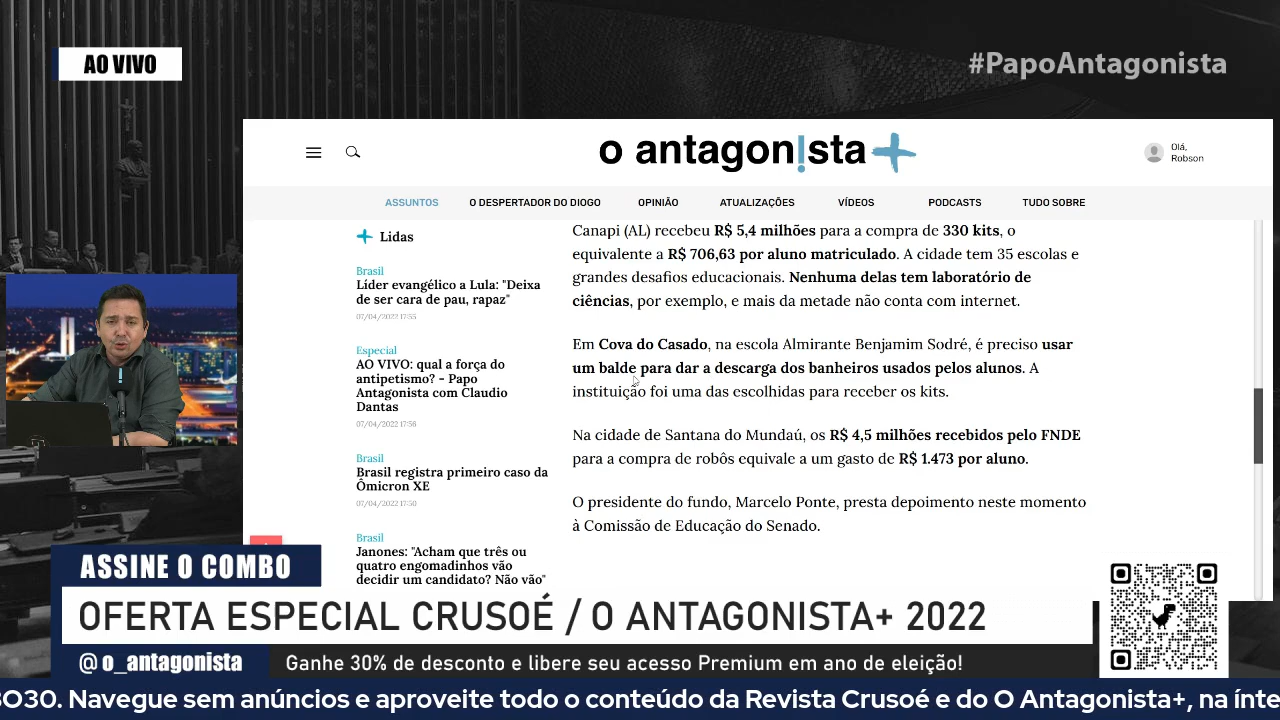 AO VIVO
#PapoAntagonista
o antagonista
Olá,
Robson
ASSUNTOS
O DESPERTADOR DO DIOGO
OPINIÃO
ATUALIZAÇÕES
VÍDEOS
PODCASTS
TUDO SOBRE
Lidas
Brasil
Líder evangélico a Lula: "Deixa
de ser cara de pau, rapaz"
07/04/2022 17:55
Especial
AO VIVO: qual a força do
antipetismo? - Papo
Antagonista com Claudio
Dantas
07/04/2022 17:56
Brasil
Brasil registra primeiro caso da
Ômicron XE
07/04/2022 17:50
Brasil
Janones: "Acham que três ou
quatro engomadinhos vão
decidir um candidato? Não vão"
Canapi (AL) recebeu R$ 5,4 milhões para a compra de 330 kits, o
equivalente a R$ 706,63 por aluno matriculado. A cidade tem 35 escolas e
grandes desafios educacionais. Nenhuma delas tem laboratório de
ciências, por exemplo, e mais da metade não conta com internet.
Em Cova do Casado, na escola Almirante Benjamim Sodré, é preciso usar
um balde para dar a descarga dos banheiros usados pelos alunos. A
instituição foi uma das escolhidas para receber os kits.
Na cidade de Santana do Mundaú, os R$ 4,5 milhões recebidos pelo FNDE
para a compra de robôs equivale a um gasto de R$ 1.473 por aluno.
O presidente do fundo, Marcelo Ponte, presta depoimento neste momento
à Comissão de Educação do Senado.
ASSINE O COMBO
OFERTA ESPECIAL CRUSOÉ / O ANTAGONISTA+ 2022
@o_antagonista
Ganhe 30% de desconto e libere seu acesso Premium em ano de eleição!
BO30. Navegue sem anúncios e aproveite todo o conteúdo da Revista Crusoé e do O Antagonista+, na ínte